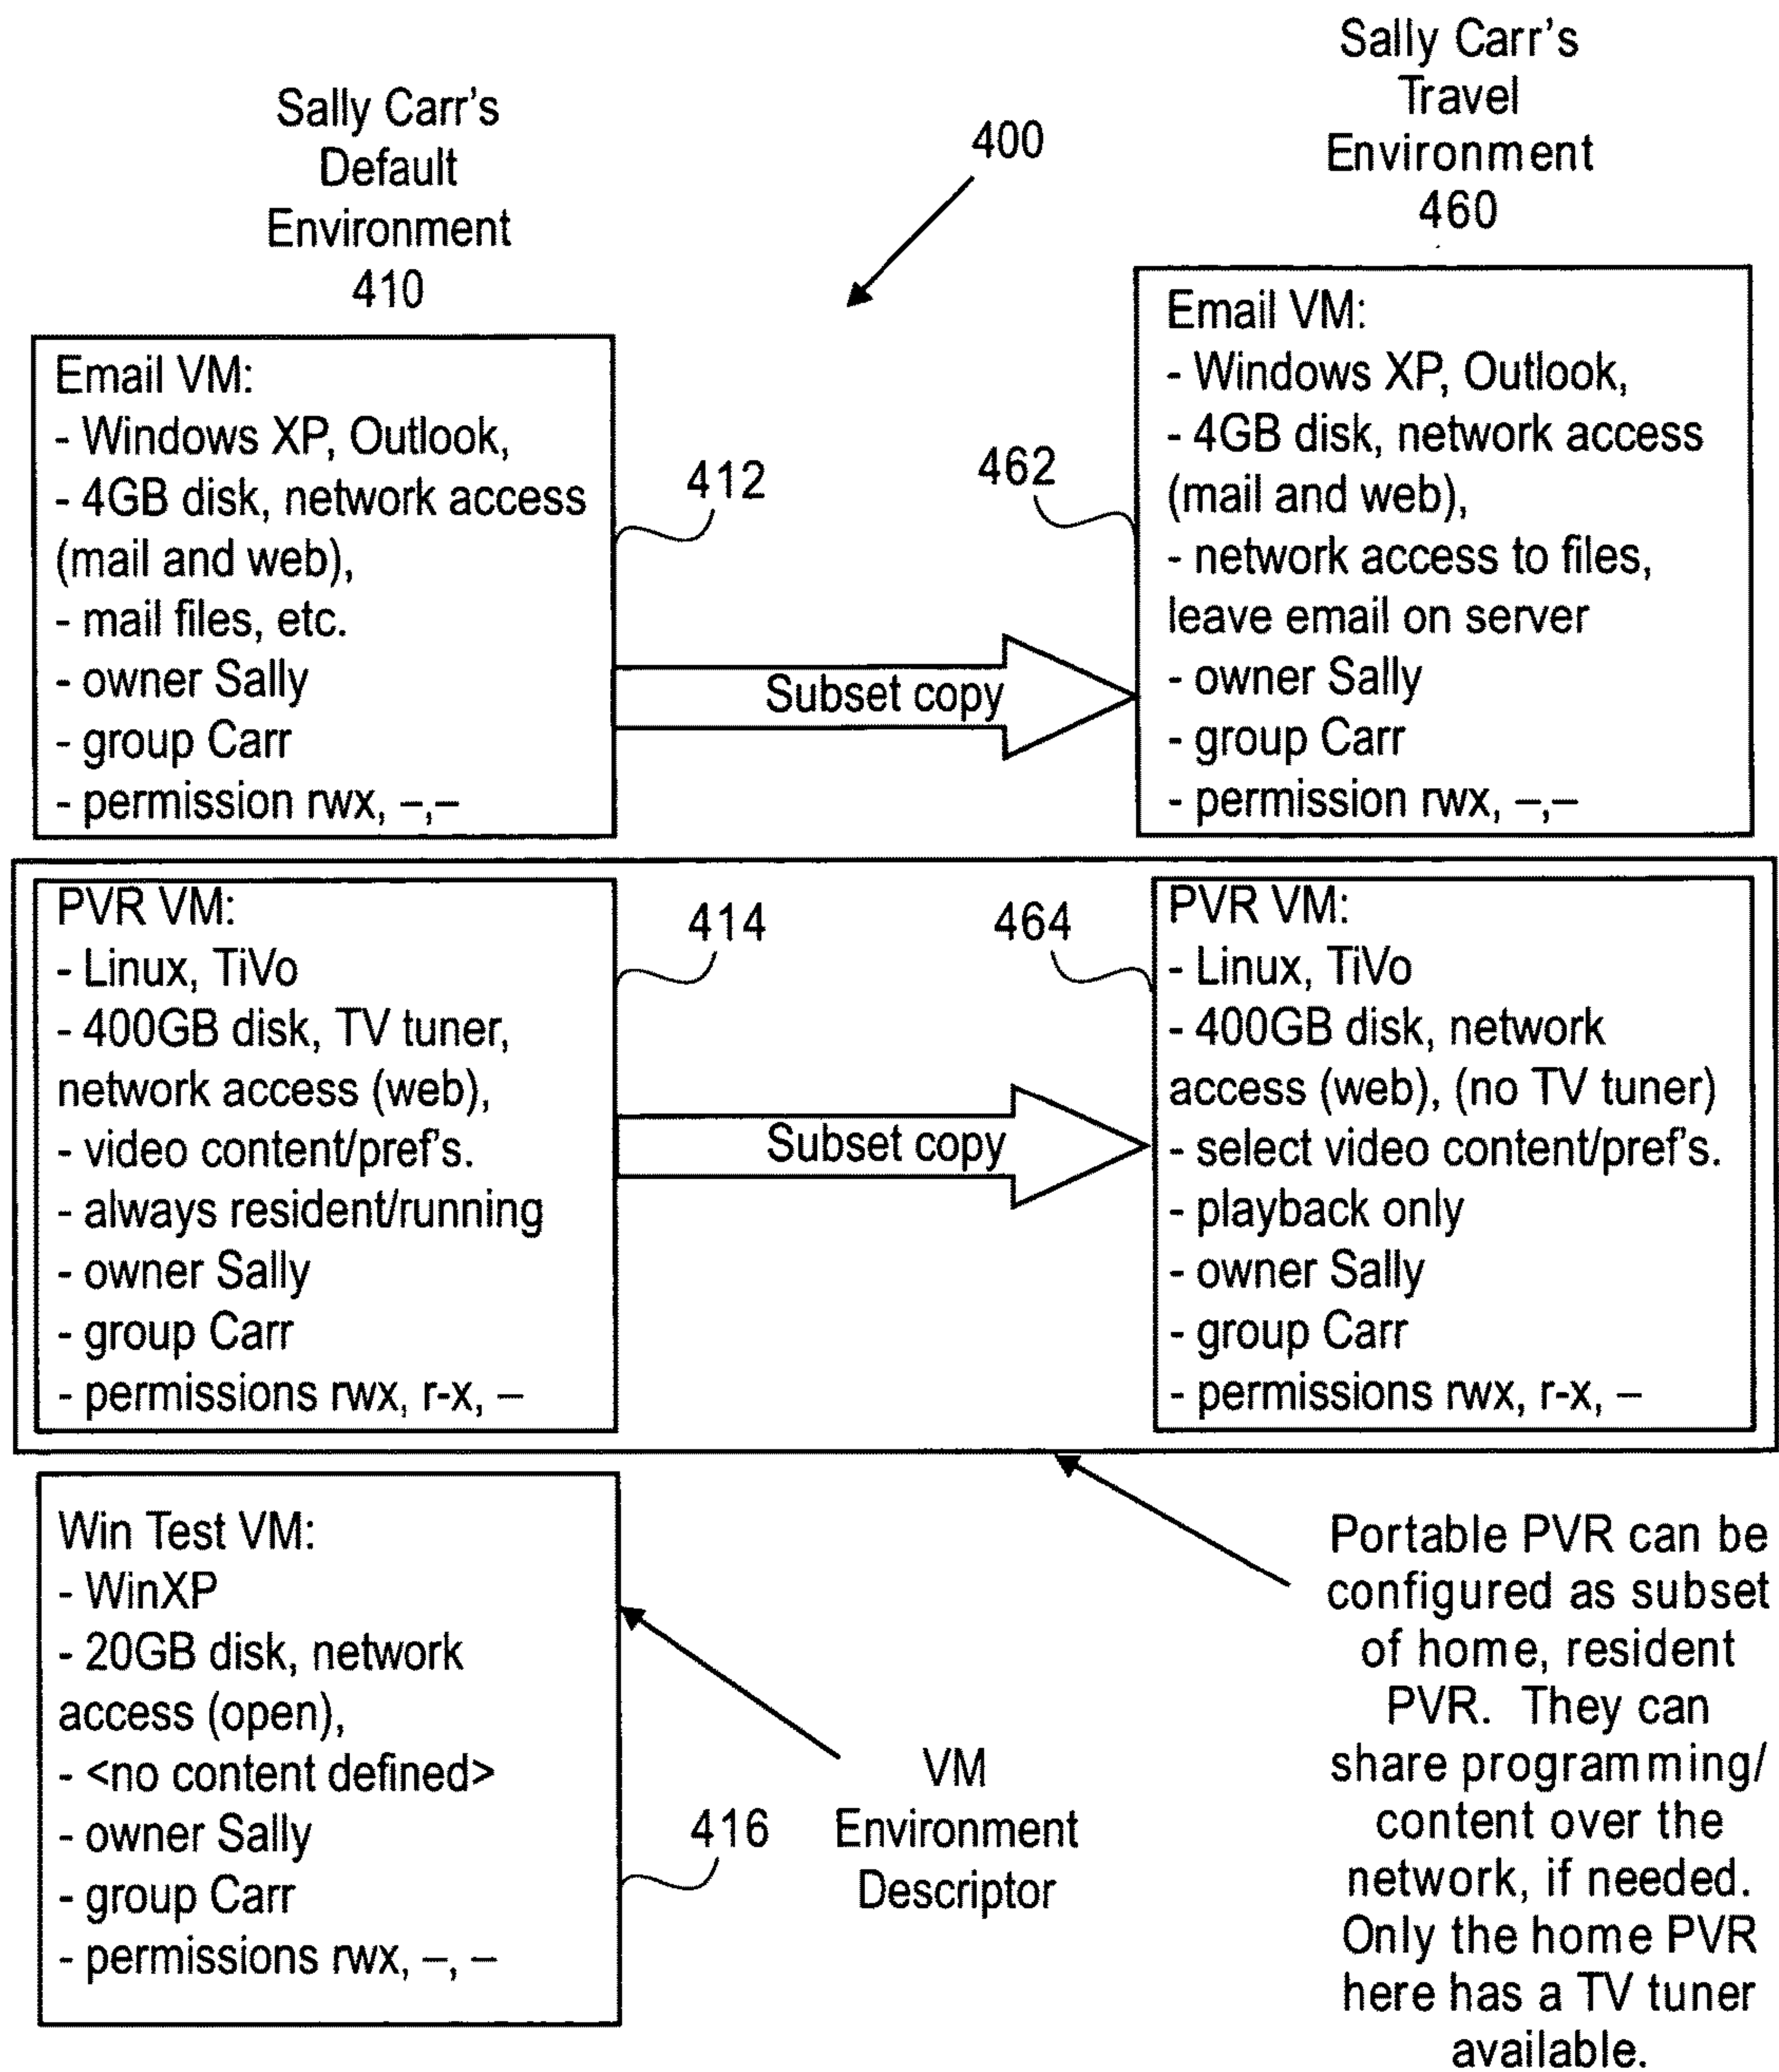 Sally Carr's
Default
Environment
410
400
Sally Carr's
Travel
Environment
460
Email VM:
- Windows XP, Outlook,
- 4GB disk, network access
(mail and web),
- mail files, etc.
- owner Sally
- group Carr
- permission rwx, –,–
412
Subset copy
462
Email VM:
- Windows XP, Outlook,
- 4GB disk, network access
(mail and web),
- network access to files,
leave email on server
- owner Sally
- group Carr
- permission rwx, –,–
PVR VM:
- Linux, TiVo
- 400GB disk, TV tuner,
network access (web),
- video content/pref's.
- always resident/running
- owner Sally
- group Carr
- permissions rwx, r-x, –
414
Subset copy
464
PVR VM:
- Linux, TiVo
- 400GB disk, network
access (web), (no TV tuner)
- select video content/pref's.
- playback only
- owner Sally
- group Carr
- permissions rwx, r-x, –
Win Test VM:
- WinXP
- 20GB disk, network
access (open),
- <no content defined>
- owner Sally
- group Carr
- permissions rwx, –, –
416
VM
Environment
Descriptor
Portable PVR can be
configured as subset
of home, resident
PVR. They can
share programming/
content over the
network, if needed.
Only the home PVR
here has a TV tuner
available.